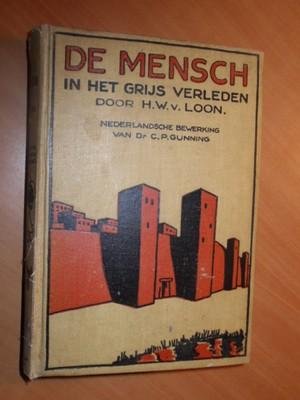 DE MENSCH
IN HET GRIJS VERLEDEN
DOOR H.W.v. LOON.
NEDERLANDSCHE BEWERKING
VAN Dr C.P. GUNNING